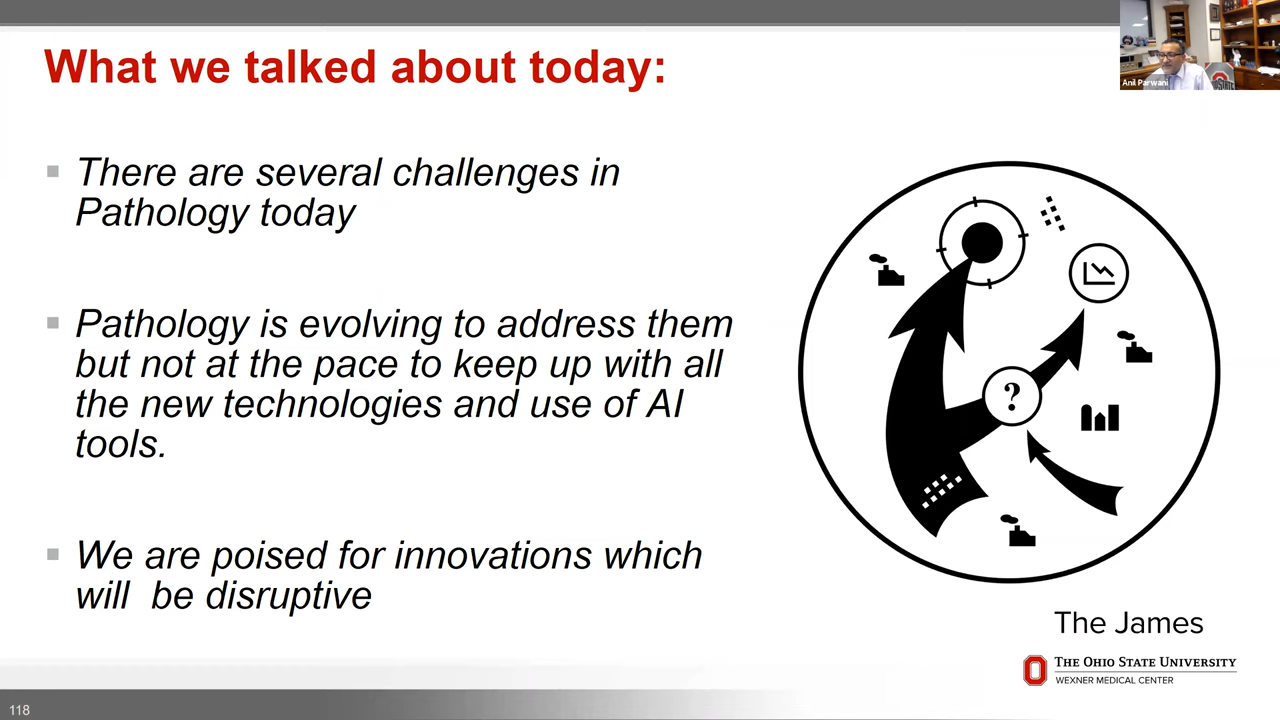 What we talked about today:
Anil Parwani
There are several challenges in
Pathology today
Pathology is evolving to address them
but not at the pace to keep up with all
the new technologies and use of AI
tools.
We are poised for innovations which
will  be disruptive
?
The James
THE OHIO STATE UNIVERSITY
WEXNER MEDICAL CENTER
118